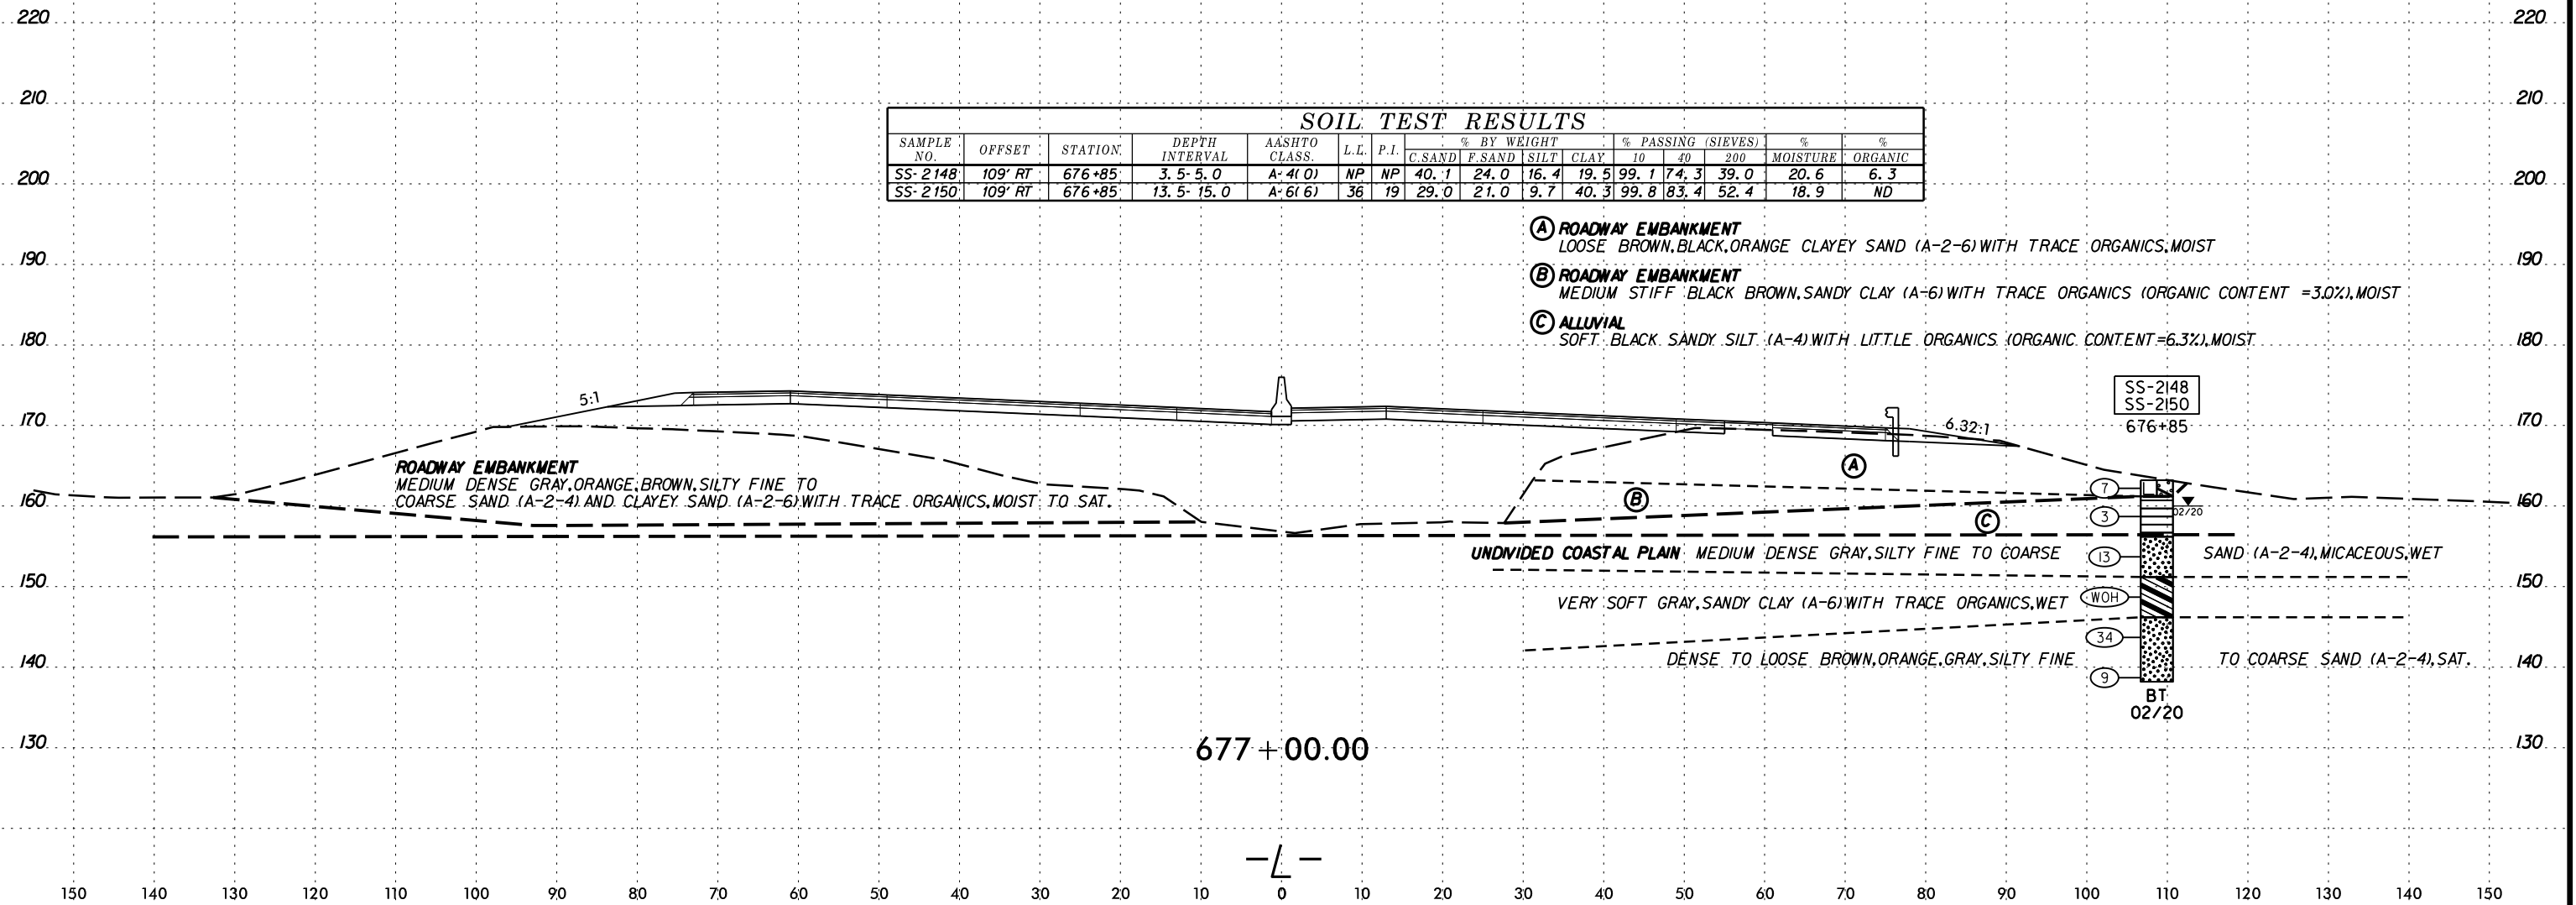 220 220
210 210
SOIL TEST RESULTS
SAMPLE NO. OFFSET STATION DEPTH INTERVAL AASHTO CLASS. L.L. P.I. % BY WEIGHT % PASSING (SIEVES) % MOISTURE % ORGANIC
C.SAND F.SAND SILT CLAY 10 40 200
SS-2148 109' RT 676+85 3.5-5.0 A-4(0) NP NP 40.1 24.0 16.4 19.5 99.1 74.3 39.0 20.6 6.3
SS-2150 109' RT 676+85 13.5-15.0 A-6(6) 36 19 29.0 21.0 9.7 40.3 99.8 83.4 52.4 18.9 ND
200 200
A ROADWAY EMBANKMENT
LOOSE BROWN,BLACK,ORANGE CLAYEY SAND (A-2-6) WITH TRACE ORGANICS,MOIST
190 190
B ROADWAY EMBANKMENT
MEDIUM STIFF BLACK BROWN,SANDY CLAY (A-6) WITH TRACE ORGANICS (ORGANIC CONTENT =3.0%),MOIST
C ALLUVIAL
SOFT BLACK SANDY SILT (A-4) WITH LITTLE ORGANICS (ORGANIC CONTENT=6.3%),MOIST
180 180
SS-2148
SS-2150
676+85
5:1
6.32:1
170 170
ROADWAY EMBANKMENT
MEDIUM DENSE GRAY,ORANGE,BROWN,SILTY FINE TO
COARSE SAND (A-2-4) AND CLAYEY SAND (A-2-6) WITH TRACE ORGANICS,MOIST TO SAT.
A
B
C
7
160 160
02/20
3
UNDIVIDED COASTAL PLAIN MEDIUM DENSE GRAY,SILTY FINE TO COARSE SAND (A-2-4),MICACEOUS,WET
13
150 150
VERY SOFT GRAY,SANDY CLAY (A-6) WITH TRACE ORGANICS,WET
WOH
34
140 140
DENSE TO LOOSE BROWN,ORANGE,GRAY,SILTY FINE TO COARSE SAND (A-2-4),SAT.
9
BT
02/20
130 130
677+00.00
-L-
150 140 130 120 110 100 90 80 70 60 50 40 30 20 10 0 10 20 30 40 50 60 70 80 90 100 110 120 130 140 150